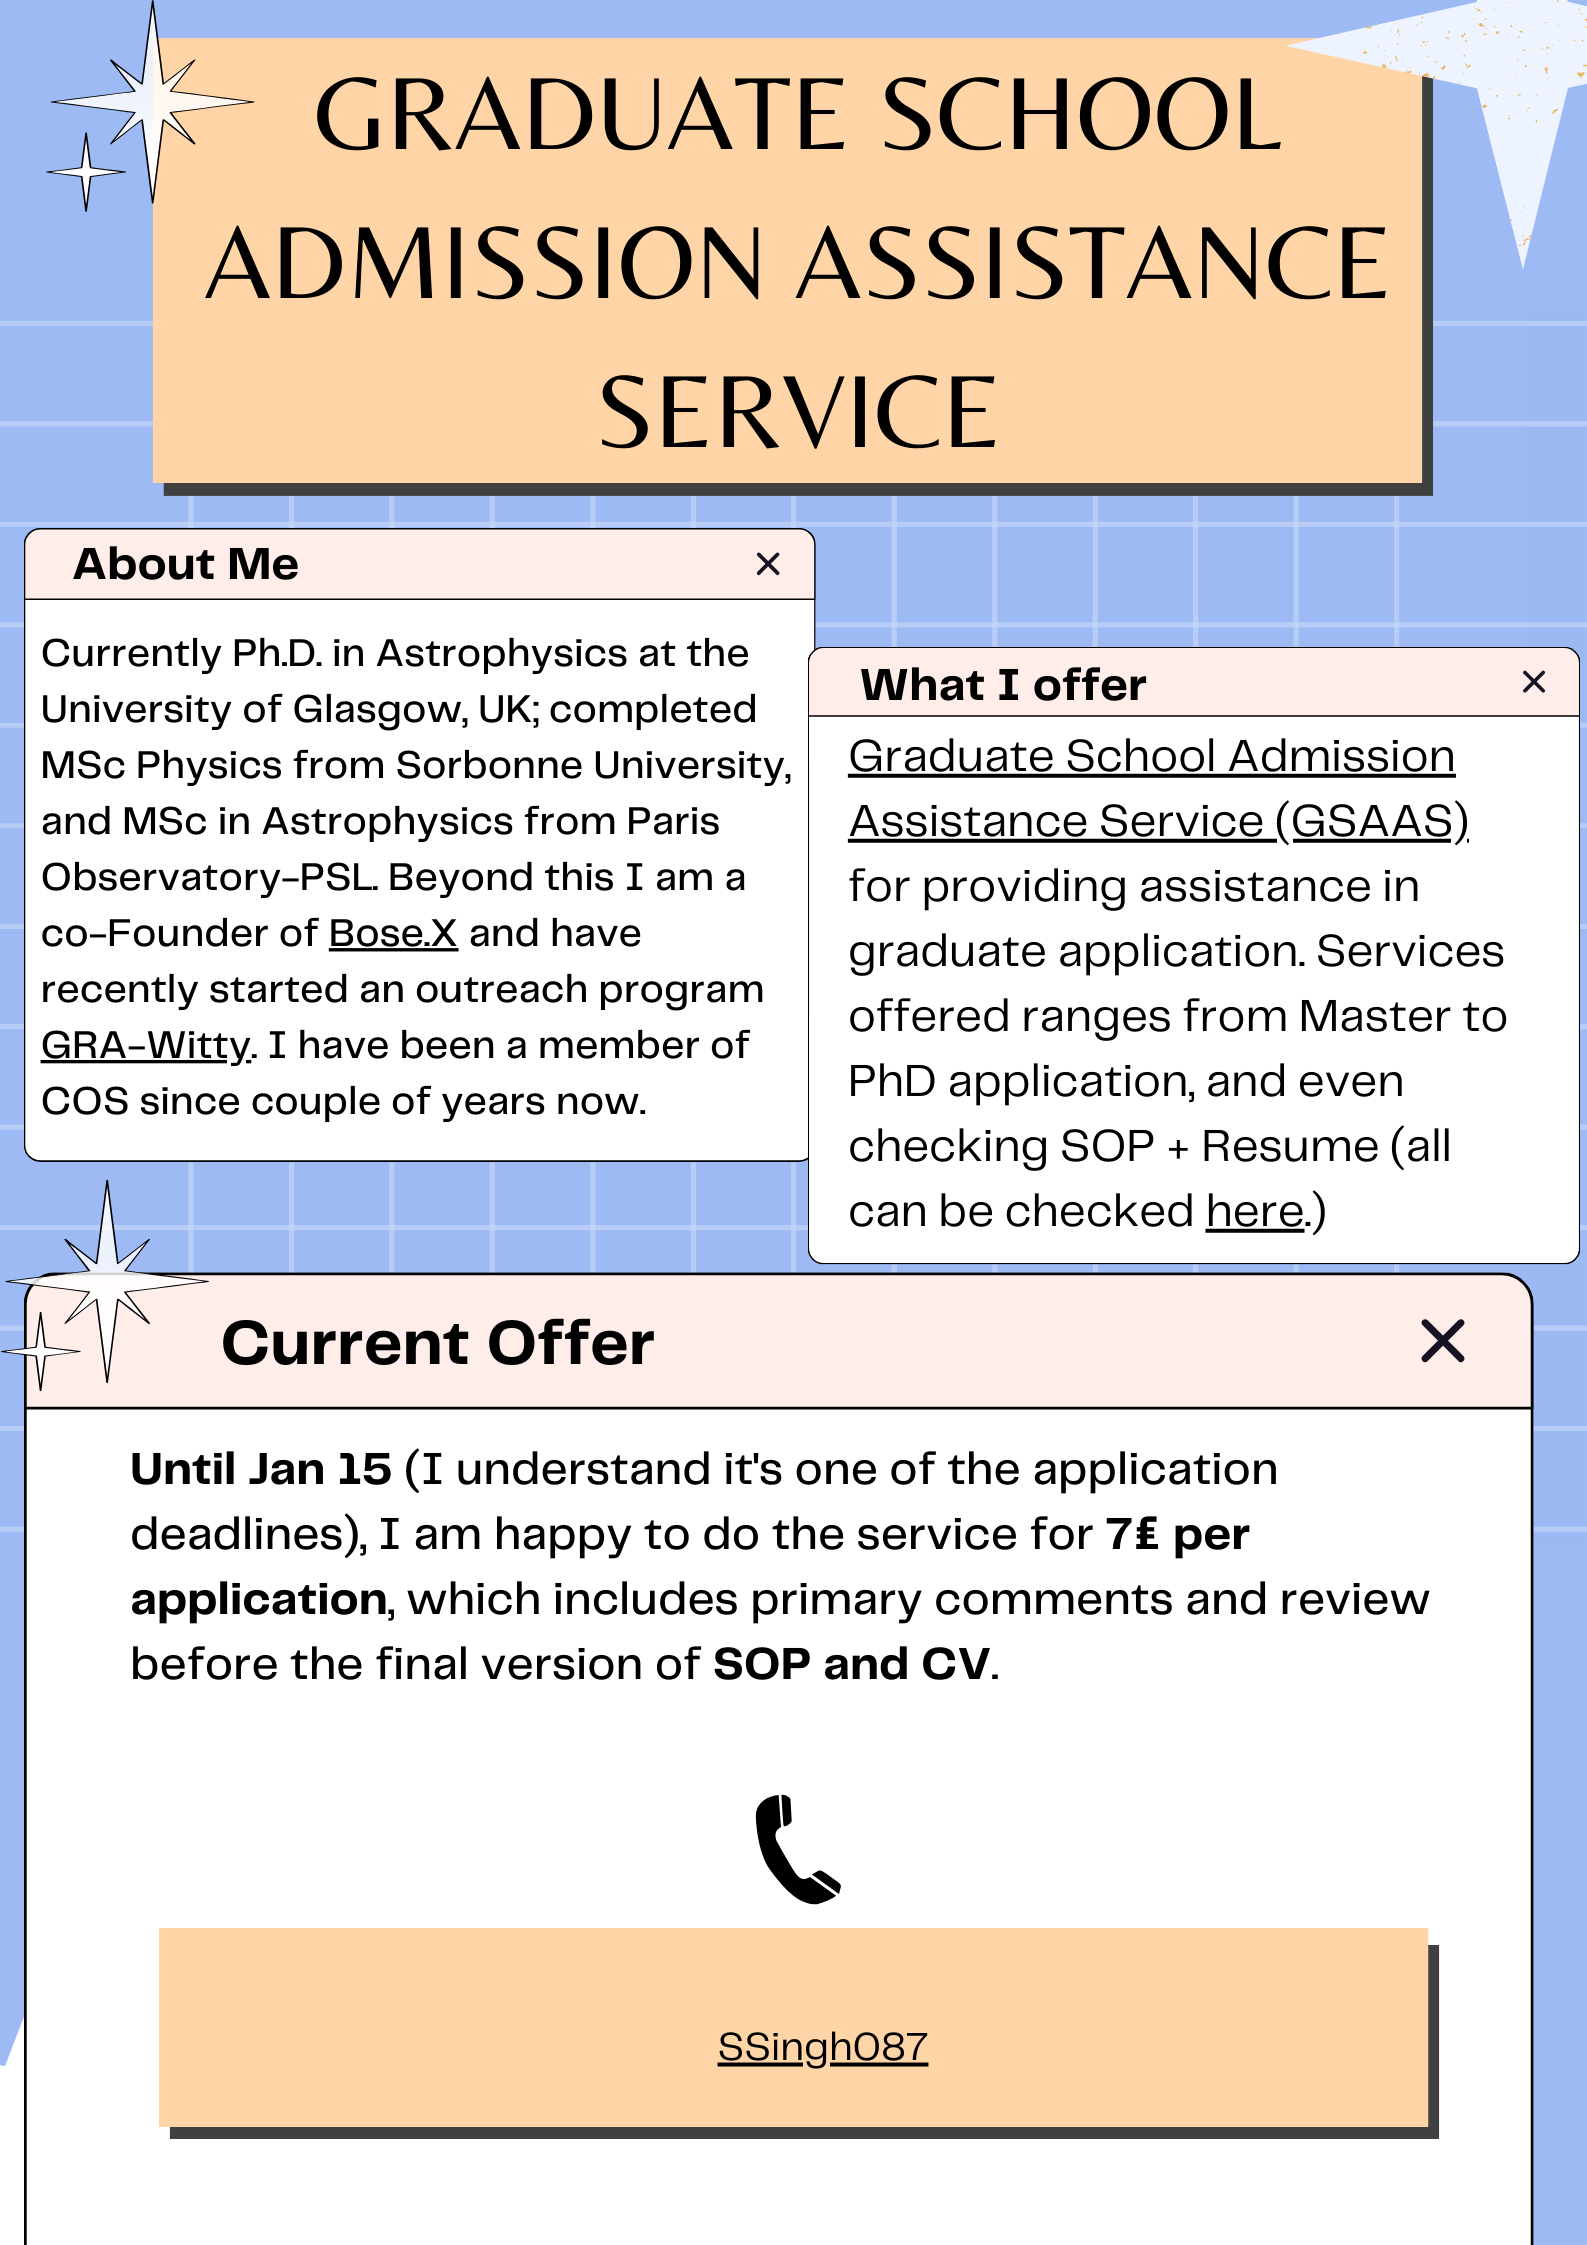 GRADUATE SCHOOL
ADMISSION ASSISTANCE
SERVICE
About Me
Currently Ph.D. in Astrophysics at the
University of Glasgow, UK; completed
MSc Physics from Sorbonne University,
and MSc in Astrophysics from Paris
Observatory-PSL. Beyond this I am a
co-Founder of Bose.X and have
recently started an outreach program
GRA-Witty. I have been a member of
COS since couple of years now.
What I offer
Graduate School Admission
Assistance Service (GSAAS)
for providing assistance in
graduate application. Services
offered ranges from Master to
PhD application, and even
checking SOP + Resume (all
can be checked here.)
Current Offer
Until Jan 15 (I understand it's one of the application
deadlines), I am happy to do the service for 7₤ per
application, which includes primary comments and review
before the final version of SOP and CV.
SSingh087